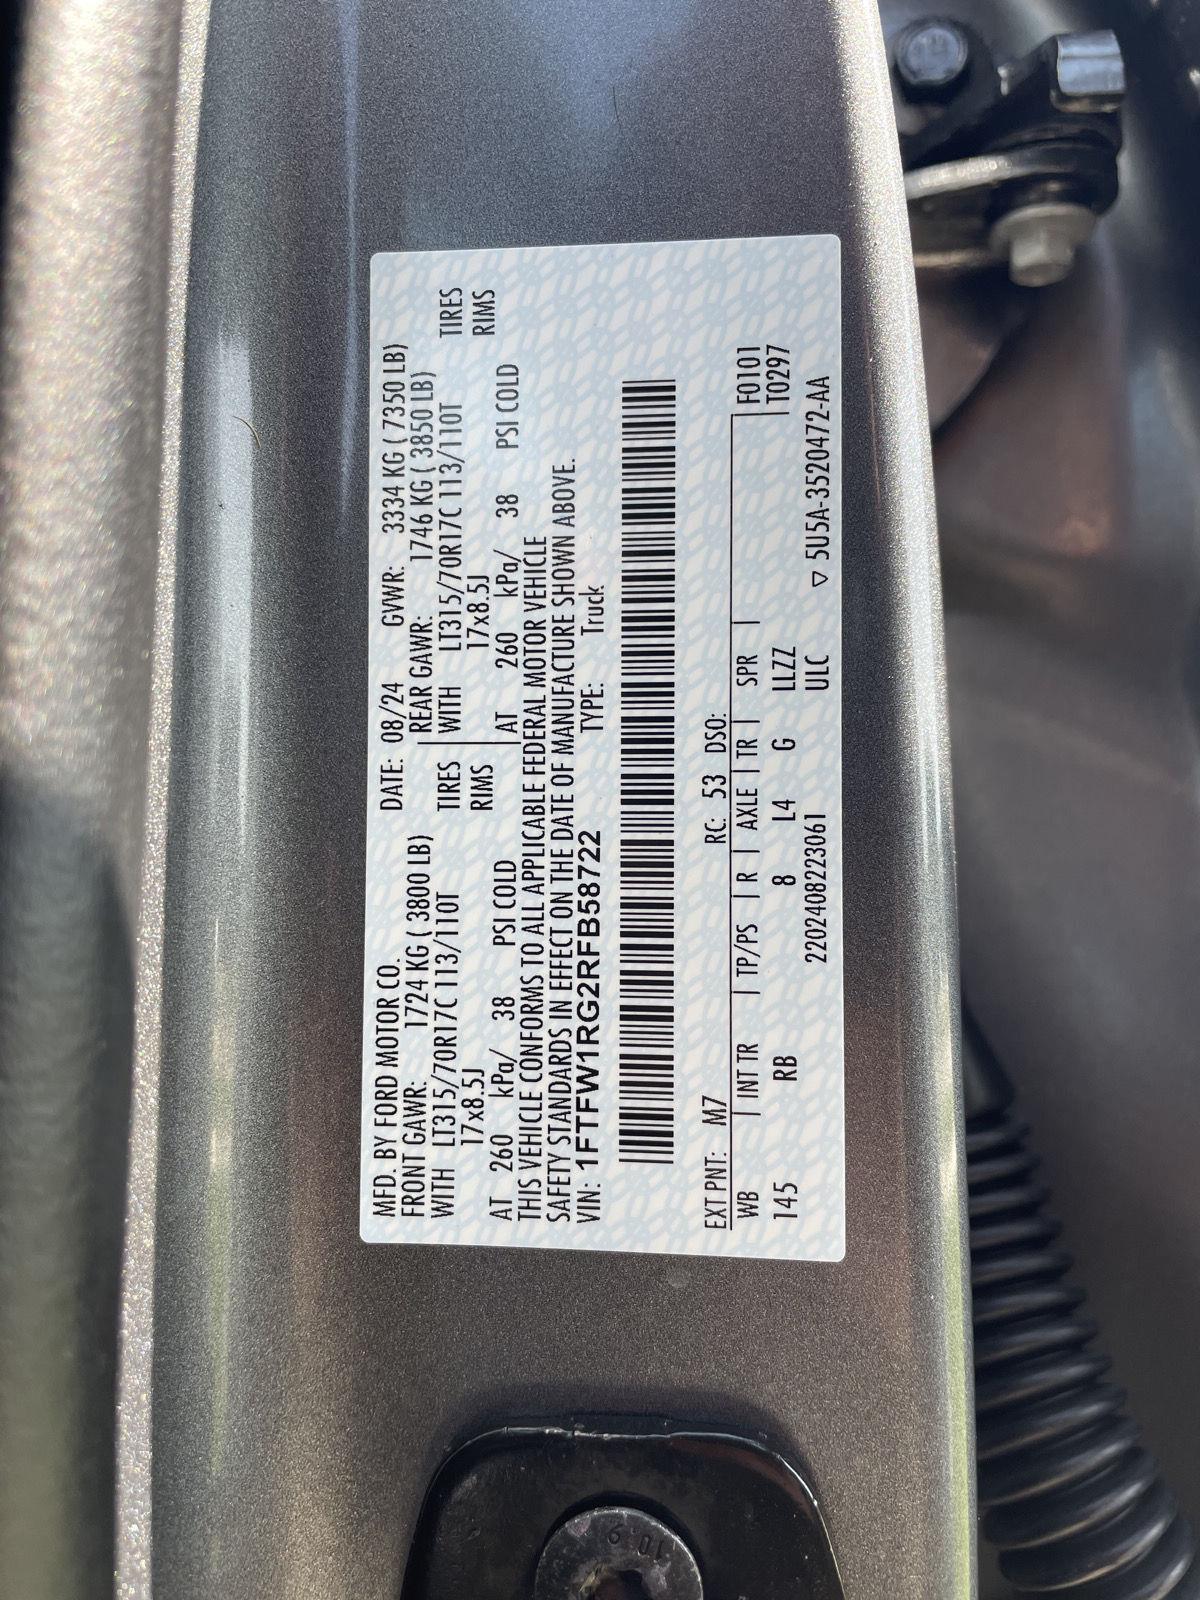 MFD. BY FORD MOTOR CO. DATE: 08/24 GVWR: 3334 KG ( 7350 LB)
FRONT GAWR: 1724 KG ( 3800 LB) REAR GAWR: 1746 KG ( 3850 LB)
WITH LT315/70R17C 113/110T TIRES WITH LT315/70R17C 113/110T TIRES
17x8.5J RIMS 17x8.5J RIMS
AT 260 kPa/ 38 PSI COLD AT 260 kPa/ 38 PSI COLD
THIS VEHICLE CONFORMS TO ALL APPLICABLE FEDERAL MOTOR VEHICLE
SAFETY STANDARDS IN EFFECT ON THE DATE OF MANUFACTURE SHOWN ABOVE.
VIN: 1FTFW1RG2RFB58722 TYPE: Truck
EXT PNT: M7 RC: 53 DSO:
WB | INT TR | TP/PS | R | AXLE | TR | SPR | F0101
145 RB 8 L4 G LLZZ T0297
2202408223061 ULC ▽ 5U5A-3520472-AA
10.9